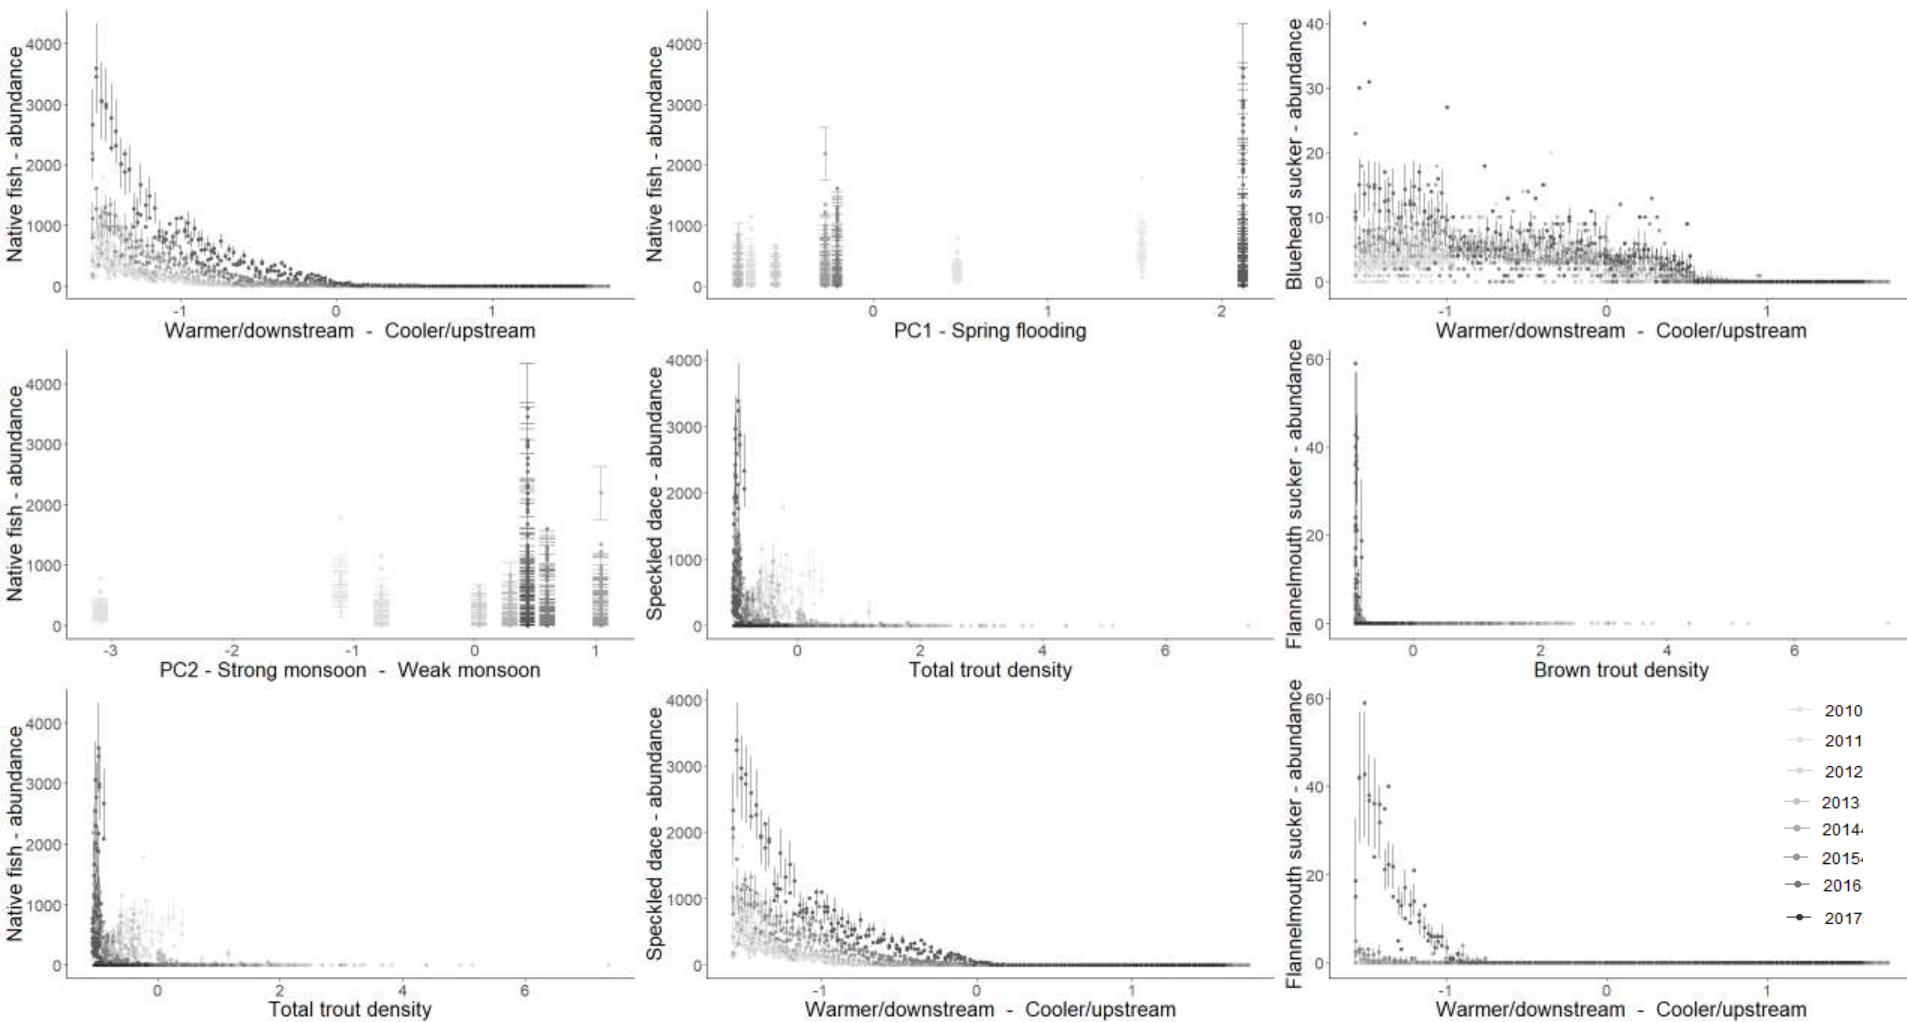 Native fish - abundance
4000
3000
2000
1000
0
-1 0 1
Warmer/downstream - Cooler/upstream
Native fish - abundance
4000
3000
2000
1000
0
0 1 2
PC1 - Spring flooding
Bluehead sucker - abundance
40
30
20
10
0
-1 0 1
Warmer/downstream - Cooler/upstream
Native fish - abundance
4000
3000
2000
1000
0
-3 -2 -1 0 1
PC2 - Strong monsoon - Weak monsoon
Speckled dace - abundance
4000
3000
2000
1000
0
0 2 4 6
Total trout density
Flannelmouth sucker - abundance
60
40
20
0
0 2 4 6
Brown trout density
Native fish - abundance
4000
3000
2000
1000
0
0 2 4 6
Total trout density
Speckled dace - abundance
4000
3000
2000
1000
0
-1 0 1
Warmer/downstream - Cooler/upstream
Flannelmouth sucker - abundance
60
40
20
0
-1 0 1
Warmer/downstream - Cooler/upstream
2010
2011
2012
2013
2014
2015
2016
2017